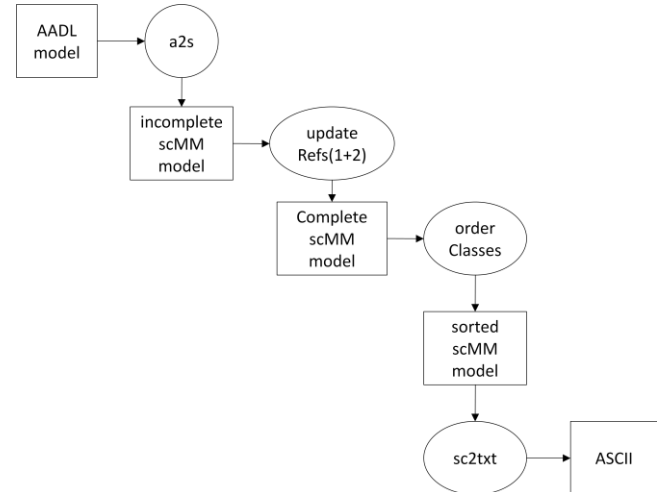 AADL
model
a2s
incomplete
scMM
model
update
Refs(1+2)
Complete
scMM
model
order
Classes
sorted
scMM
model
sc2txt
ASCII